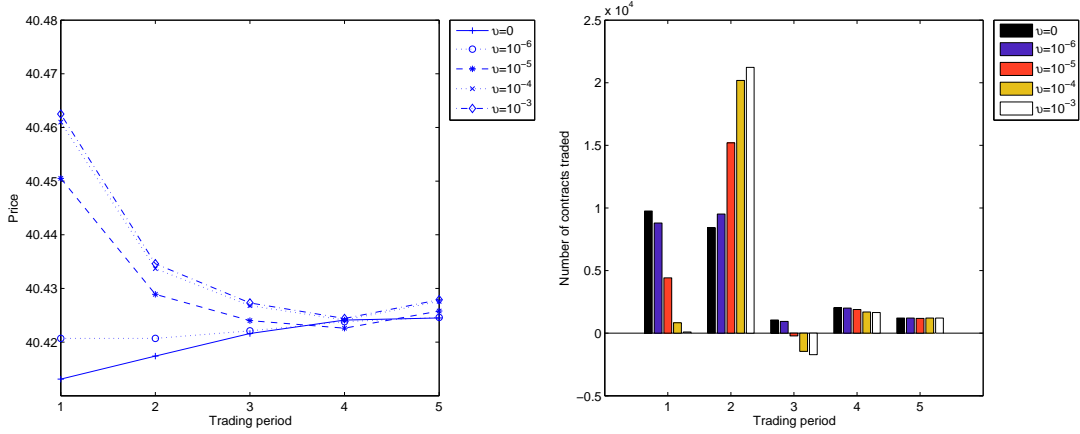 40.48
40.47
40.46
40.45
40.44
40.43
40.42
Price
1 2 3 4 5
Trading period
υ=0
υ=10⁻⁶
υ=10⁻⁵
υ=10⁻⁴
υ=10⁻³
x 10⁴
2.5
2
1.5
1
0.5
0
−0.5
Number of contracts traded
1 2 3 4 5
Trading period
υ=0
υ=10⁻⁶
υ=10⁻⁵
υ=10⁻⁴
υ=10⁻³